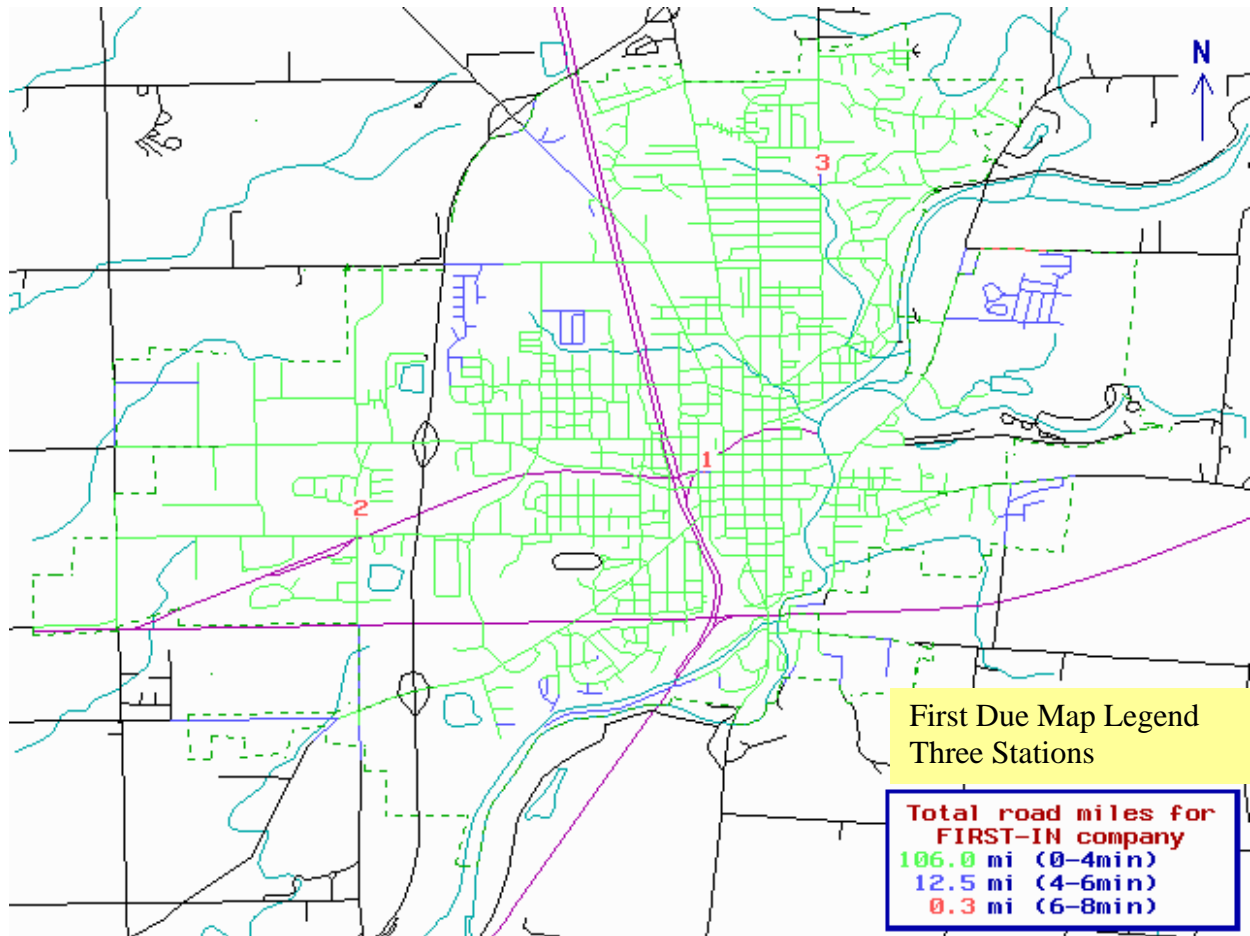 N
3
1
2
First Due Map Legend
Three Stations
Total road miles for
FIRST-IN company
106.0 mi (0-4min)
12.5 mi (4-6min)
0.3 mi (6-8min)